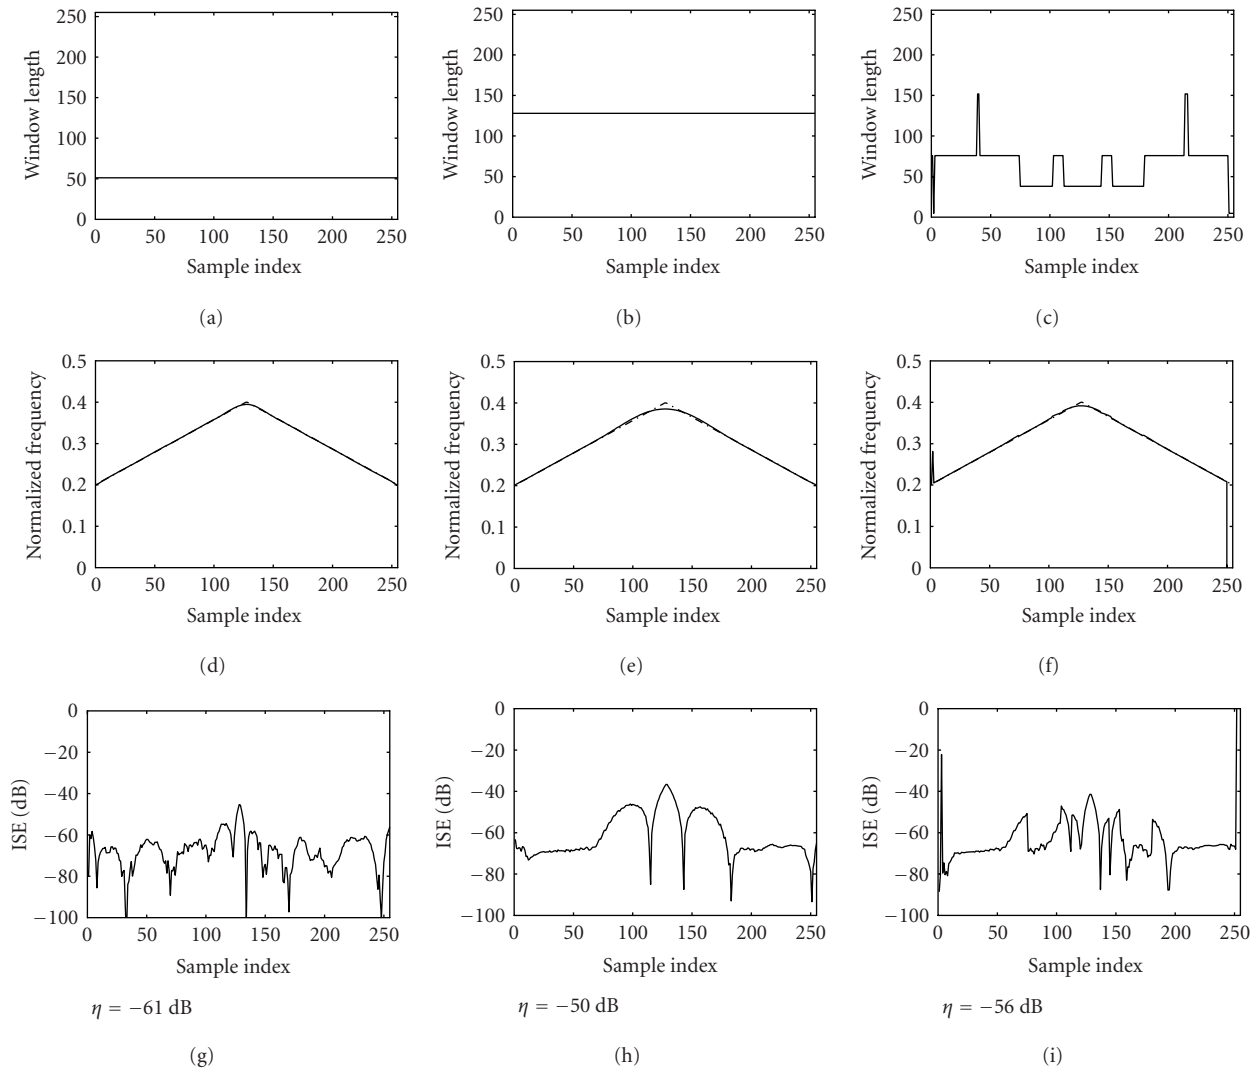 250
200
150
100
50
0
Window length
0 50 100 150 200 250
Sample index
(a)
250
200
150
100
50
0
Window length
0 50 100 150 200 250
Sample index
(b)
250
200
150
100
50
0
Window length
0 50 100 150 200 250
Sample index
(c)
0.5
0.4
0.3
0.2
0.1
0
Normalized frequency
0 50 100 150 200 250
Sample index
(d)
0.5
0.4
0.3
0.2
0.1
0
Normalized frequency
0 50 100 150 200 250
Sample index
(e)
0.5
0.4
0.3
0.2
0.1
0
Normalized frequency
0 50 100 150 200 250
Sample index
(f)
0
−20
−40
−60
−80
−100
ISE (dB)
0 50 100 150 200 250
Sample index
η = −61 dB
(g)
0
−20
−40
−60
−80
−100
ISE (dB)
0 50 100 150 200 250
Sample index
η = −50 dB
(h)
0
−20
−40
−60
−80
−100
ISE (dB)
0 50 100 150 200 250
Sample index
η = −56 dB
(i)